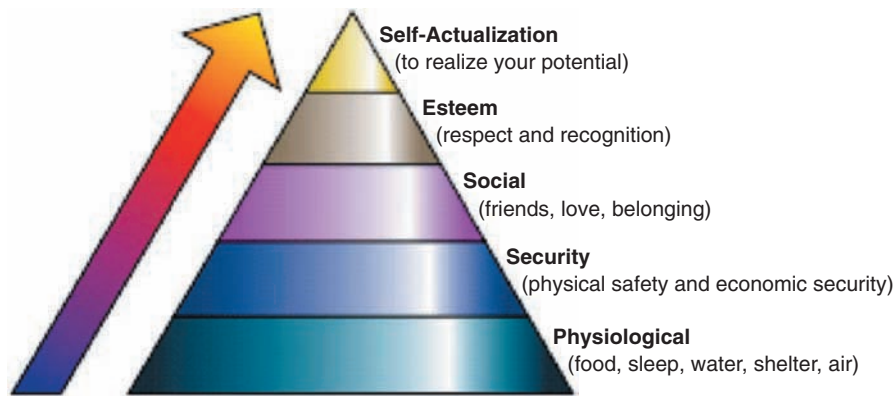 Self-Actualization
(to realize your potential)
Esteem
(respect and recognition)
Social
(friends, love, belonging)
Security
(physical safety and economic security)
Physiological
(food, sleep, water, shelter, air)